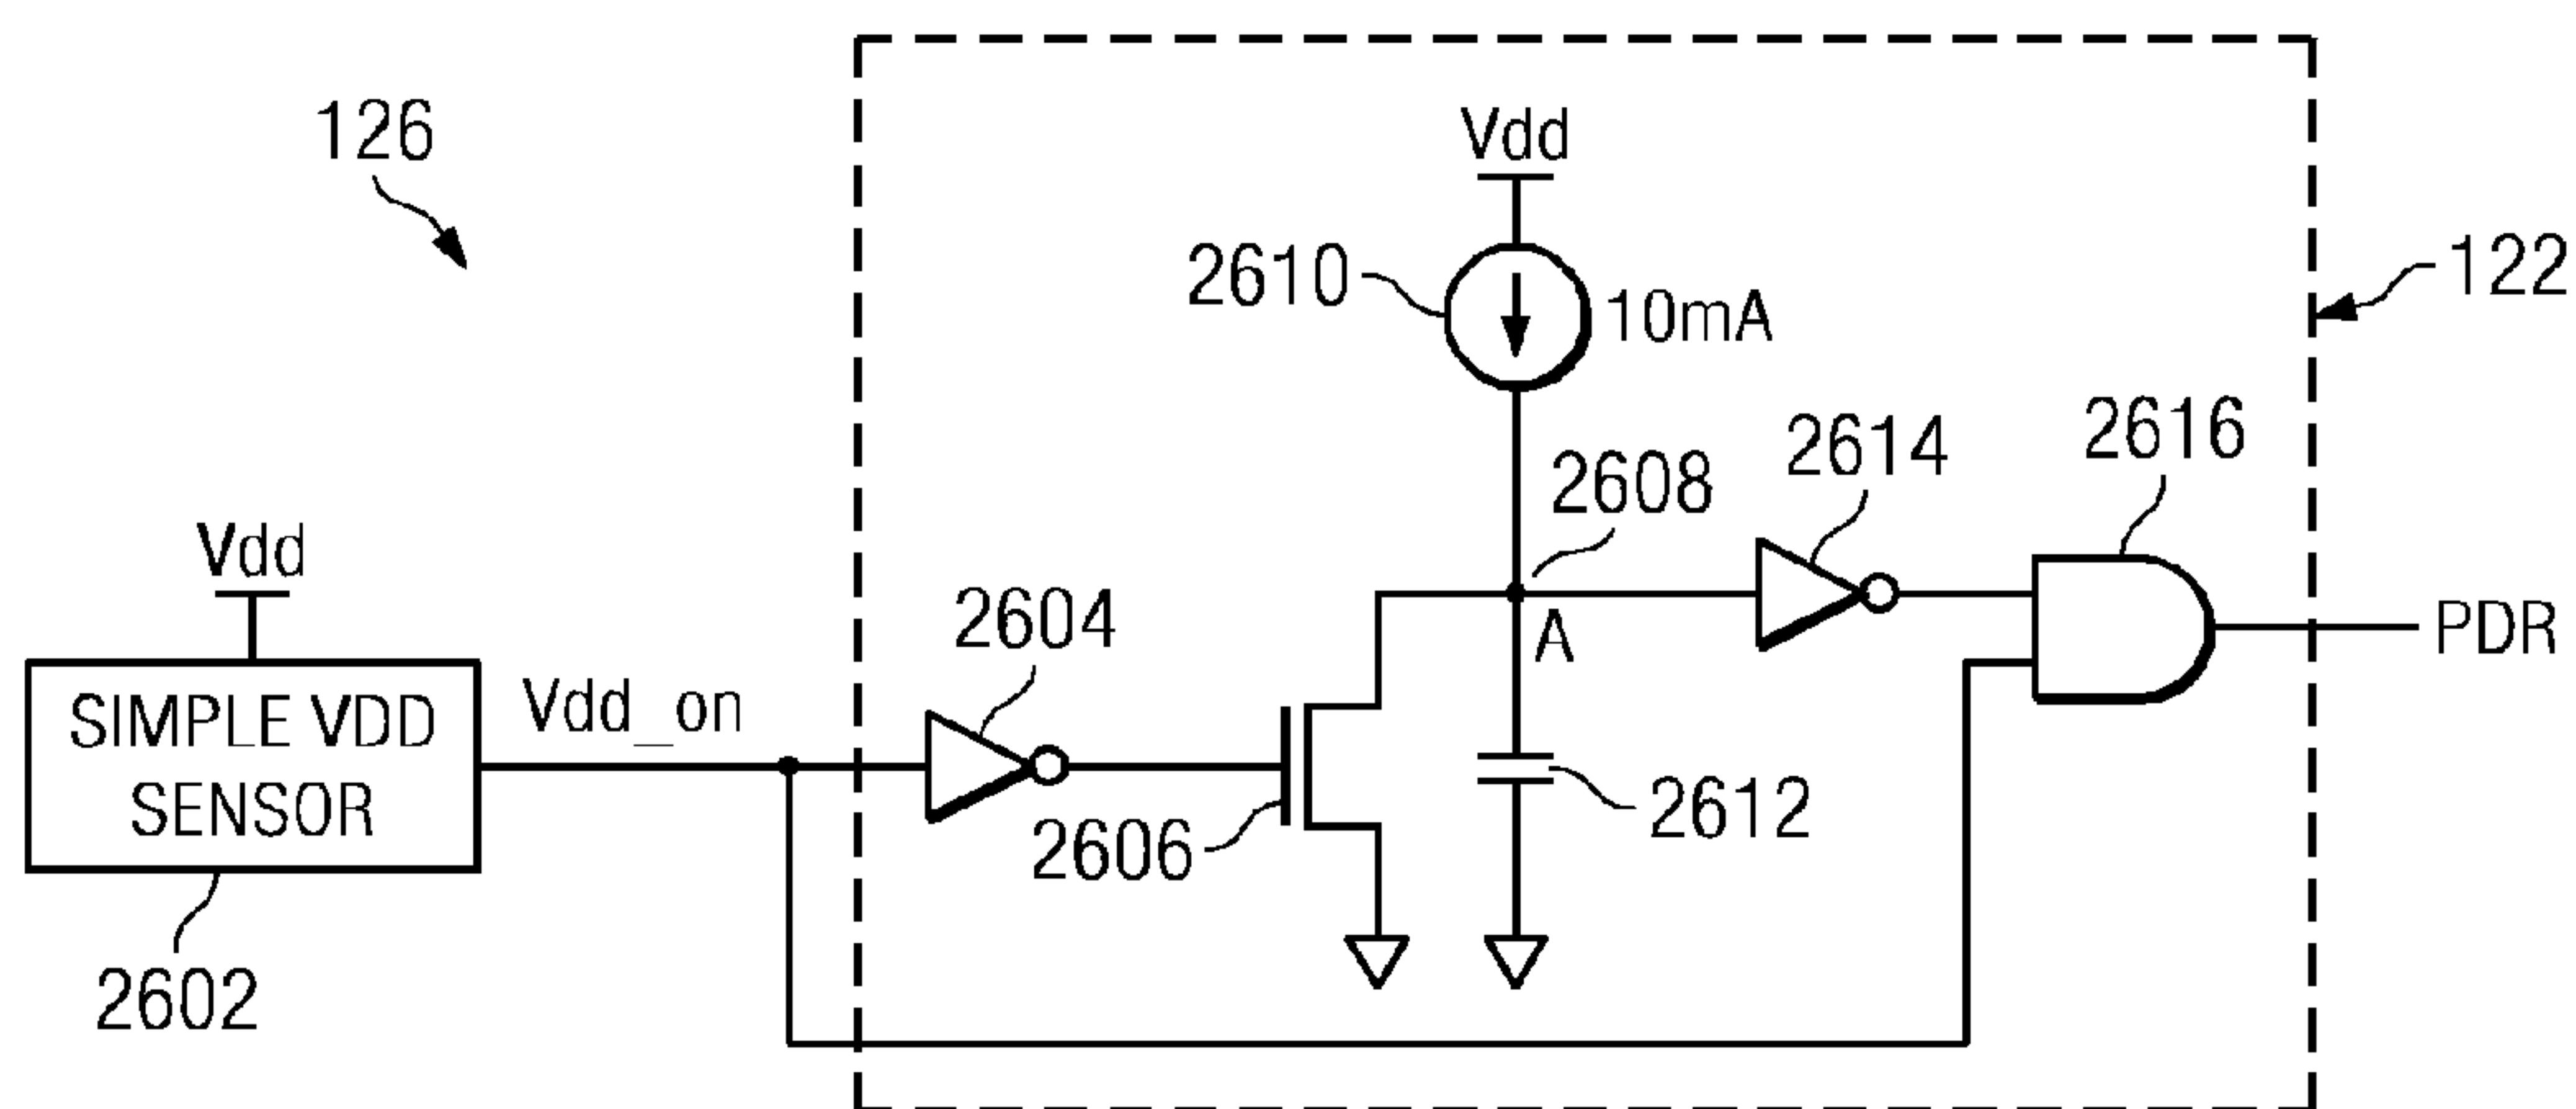 126
Vdd
2610
10mA
122
2616
2614
2608
Vdd
2604
A
PDR
SIMPLE VDD
SENSOR
Vdd_on
2606
2612
2602